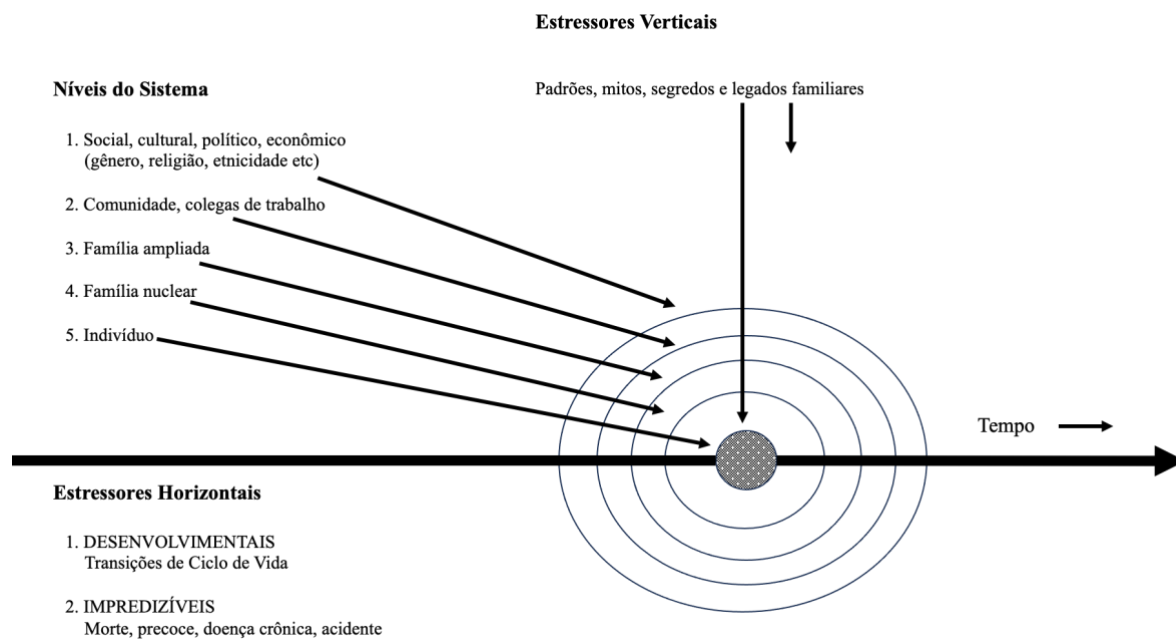 Estressores Verticais
Padrões, mitos, segredos e legados familiares
Níveis do Sistema
1. Social, cultural, político, econômico
(gênero, religião, etnicidade etc)
2. Comunidade, colegas de trabalho
3. Família ampliada
4. Família nuclear
5. Indivíduo
Tempo
Estressores Horizontais
1. DESENVOLVIMENTAIS
Transições de Ciclo de Vida
2. IMPREDIZÍVEIS
Morte, precoce, doença crônica, acidente